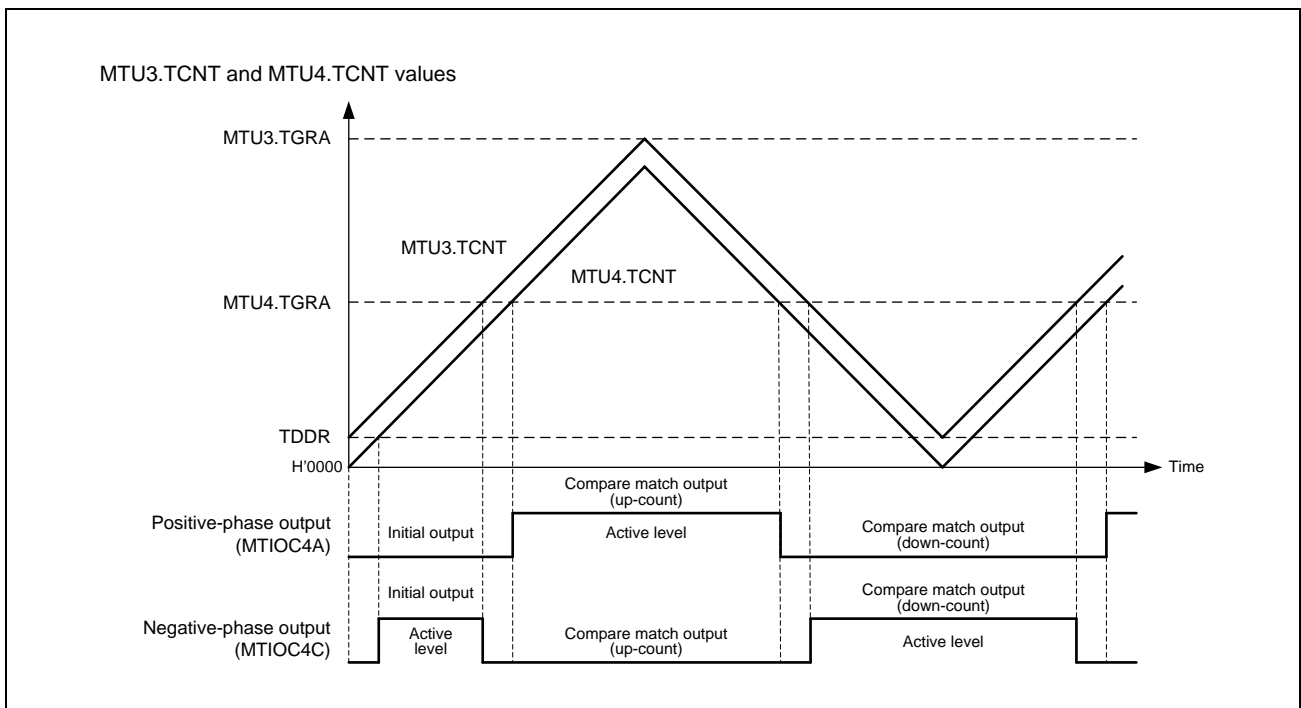 MTU3.TCNT and MTU4.TCNT values
MTU3.TGRA
MTU3.TCNT
MTU4.TCNT
MTU4.TGRA
TDDR
H'0000
Time
Compare match output
(up-count)
Positive-phase output
(MTIOC4A)
Initial output
Active level
Compare match output
(down-count)
Initial output
Compare match output
(down-count)
Negative-phase output
(MTIOC4C)
Active
level
Compare match output
(up-count)
Active level